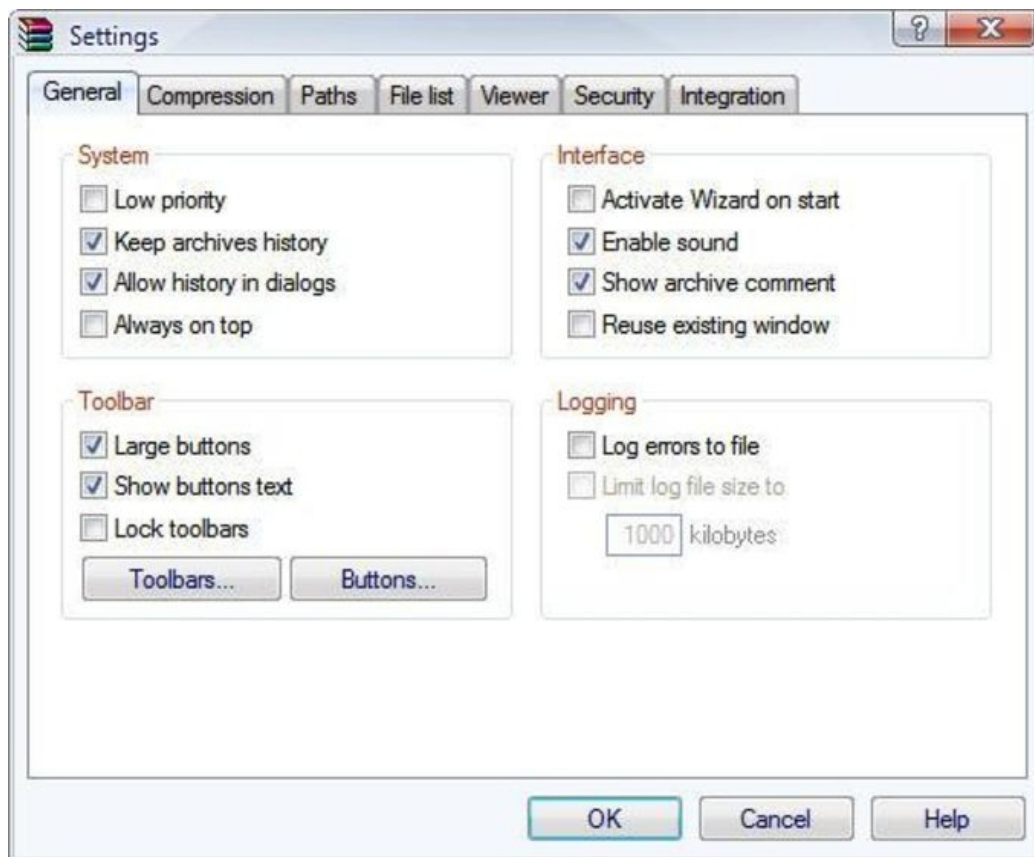 Settings
General Compression Paths File list Viewer Security Integration
System
Low priority
Keep archives history
Allow history in dialogs
Always on top
Interface
Activate Wizard on start
Enable sound
Show archive comment
Reuse existing window
Toolbar
Large buttons
Show buttons text
Lock toolbars
Toolbars... Buttons...
Logging
Log errors to file
Limit log file size to
1000 kilobytes
OK Cancel Help